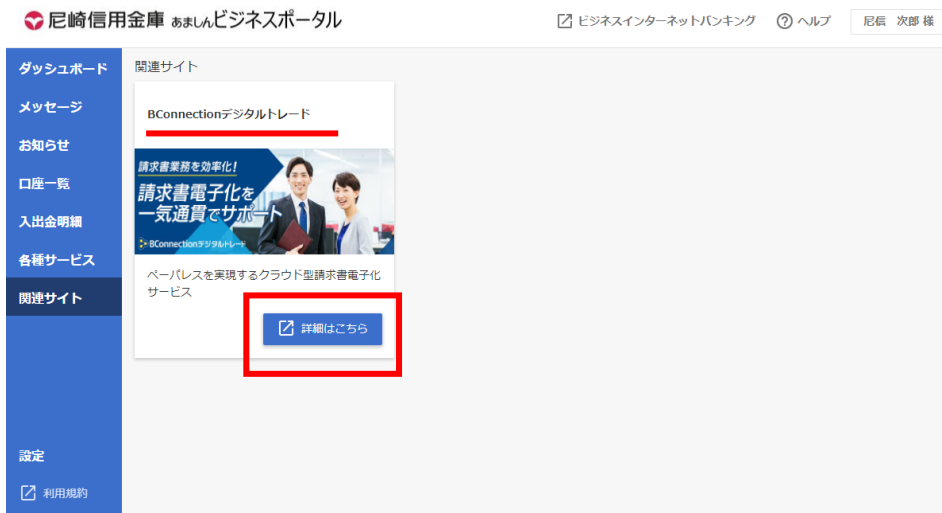 尼崎信用金庫 あましんビジネスポータル
ビジネスインターネットバンキング
ヘルプ
尼信 次郎 様
ダッシュボード
メッセージ
お知らせ
口座一覧
入出金明細
各種サービス
関連サイト
設定
利用規約
関連サイト
BConnectionデジタルトレード
請求書業務を効率化!
請求書電子化を
一気通貫でサポート
BConnectionデジタルトレード
ペーパレスを実現するクラウド型請求書電子化
サービス
詳細はこちら